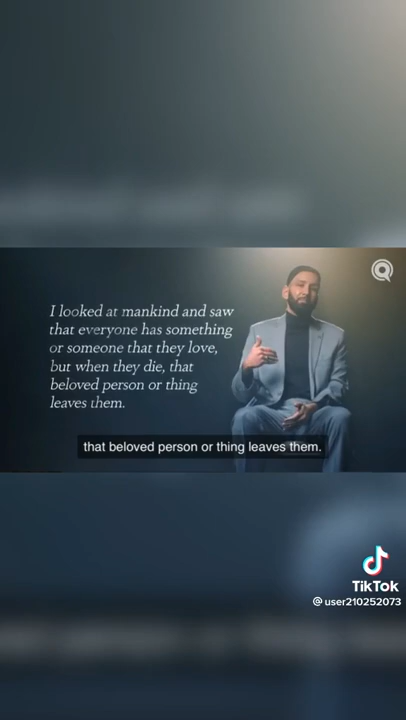 I looked at mankind and saw
that everyone has something
or someone that they love,
but when they die, that
beloved person or thing
leaves them.
that beloved person or thing leaves them.
TikTok
@user210252073